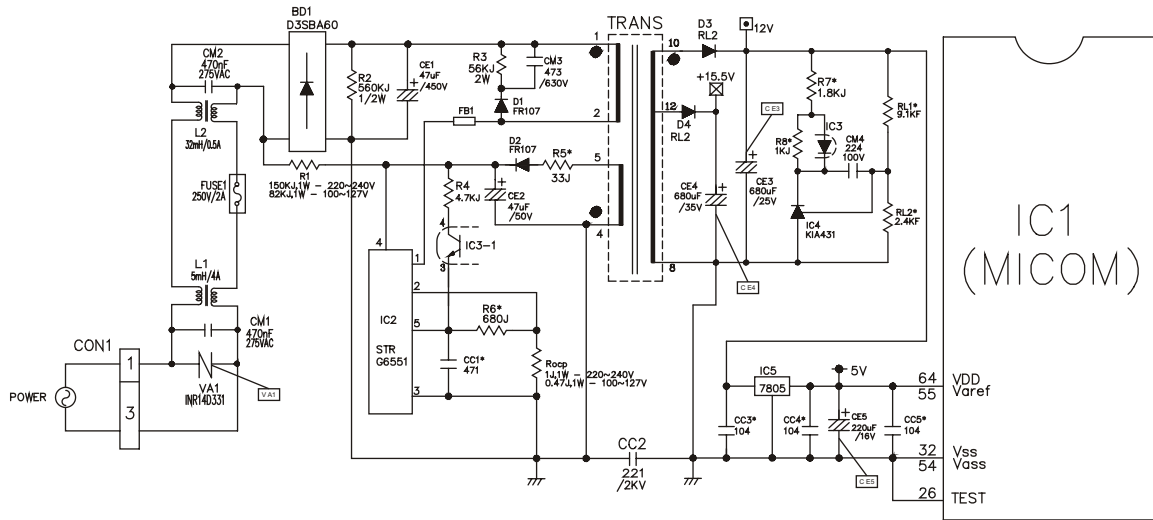 BD1
D3SBA60
TRANS
CM2
470nF
275VAC
L2
32mH/0.5A
FUSE1
250V/2A
L1
5mH/4A
CM1
470nF
275VAC
CON1
1
3
POWER
VA1
INR14D331
VA1
R2
560KJ
1/2W
CE1
47uF
/450V
R3
56KJ
2W
CM3
473
/630V
D1
FR107
FB1
1
2
5
4
10
12
8
R1
150KJ,1W - 220~240V
82KJ,1W - 100~127V
D2
FR107
R5*
33J
R4
4.7KJ
CE2
47uF
/50V
4
IC3-1
3
4
1
2
5
3
IC2
STR
G6551
R6*
680J
CC1*
471
Rocp
1J,1W - 220~240V
0.47J,1W - 100~127V
CC2
221
/2KV
D3
RL2
12V
+15.5V
D4
RL2
CE3
CE3
680uF
/25V
CE4
680uF
/35V
CE4
R7*
1.8KJ
R8*
1KJ
IC3
CM4
224
100V
RL1*
9.1KF
RL2*
2.4KF
IC4
KIA431
IC5
7805
5V
CC3*
104
CC4*
104
CE5
220uF
/16V
CE5
CC5*
104
IC1
(MICOM)
64 VDD
55 Varef
32 Vss
54 Vass
26 TEST